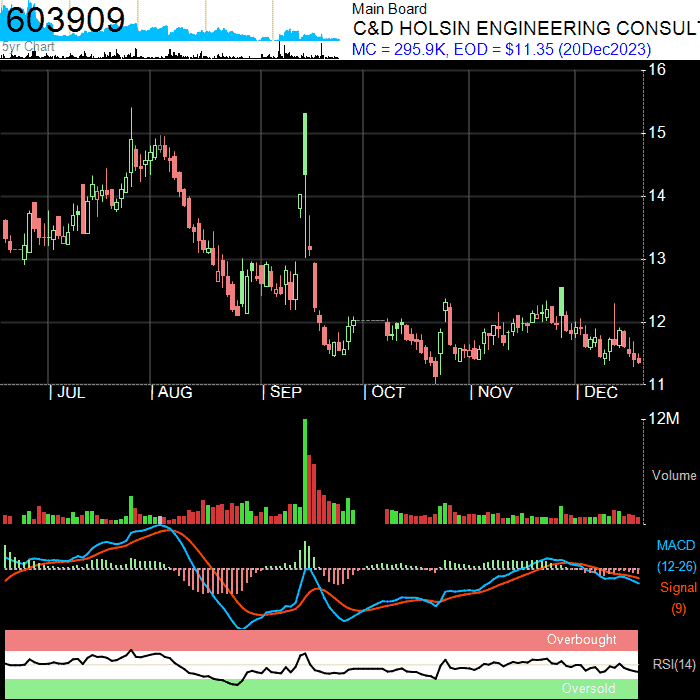 603909
5yr Chart
Main Board
C&D HOLSIN ENGINEERING CONSULT
MC = 295.9K, EOD = $11.35 (20Dec2023)
16
15
14
13
12
11
JUL
AUG
SEP
OCT
NOV
DEC
12M
Volume
MACD
(12-26)
Signal
(9)
Overbought
RSI(14)
Oversold